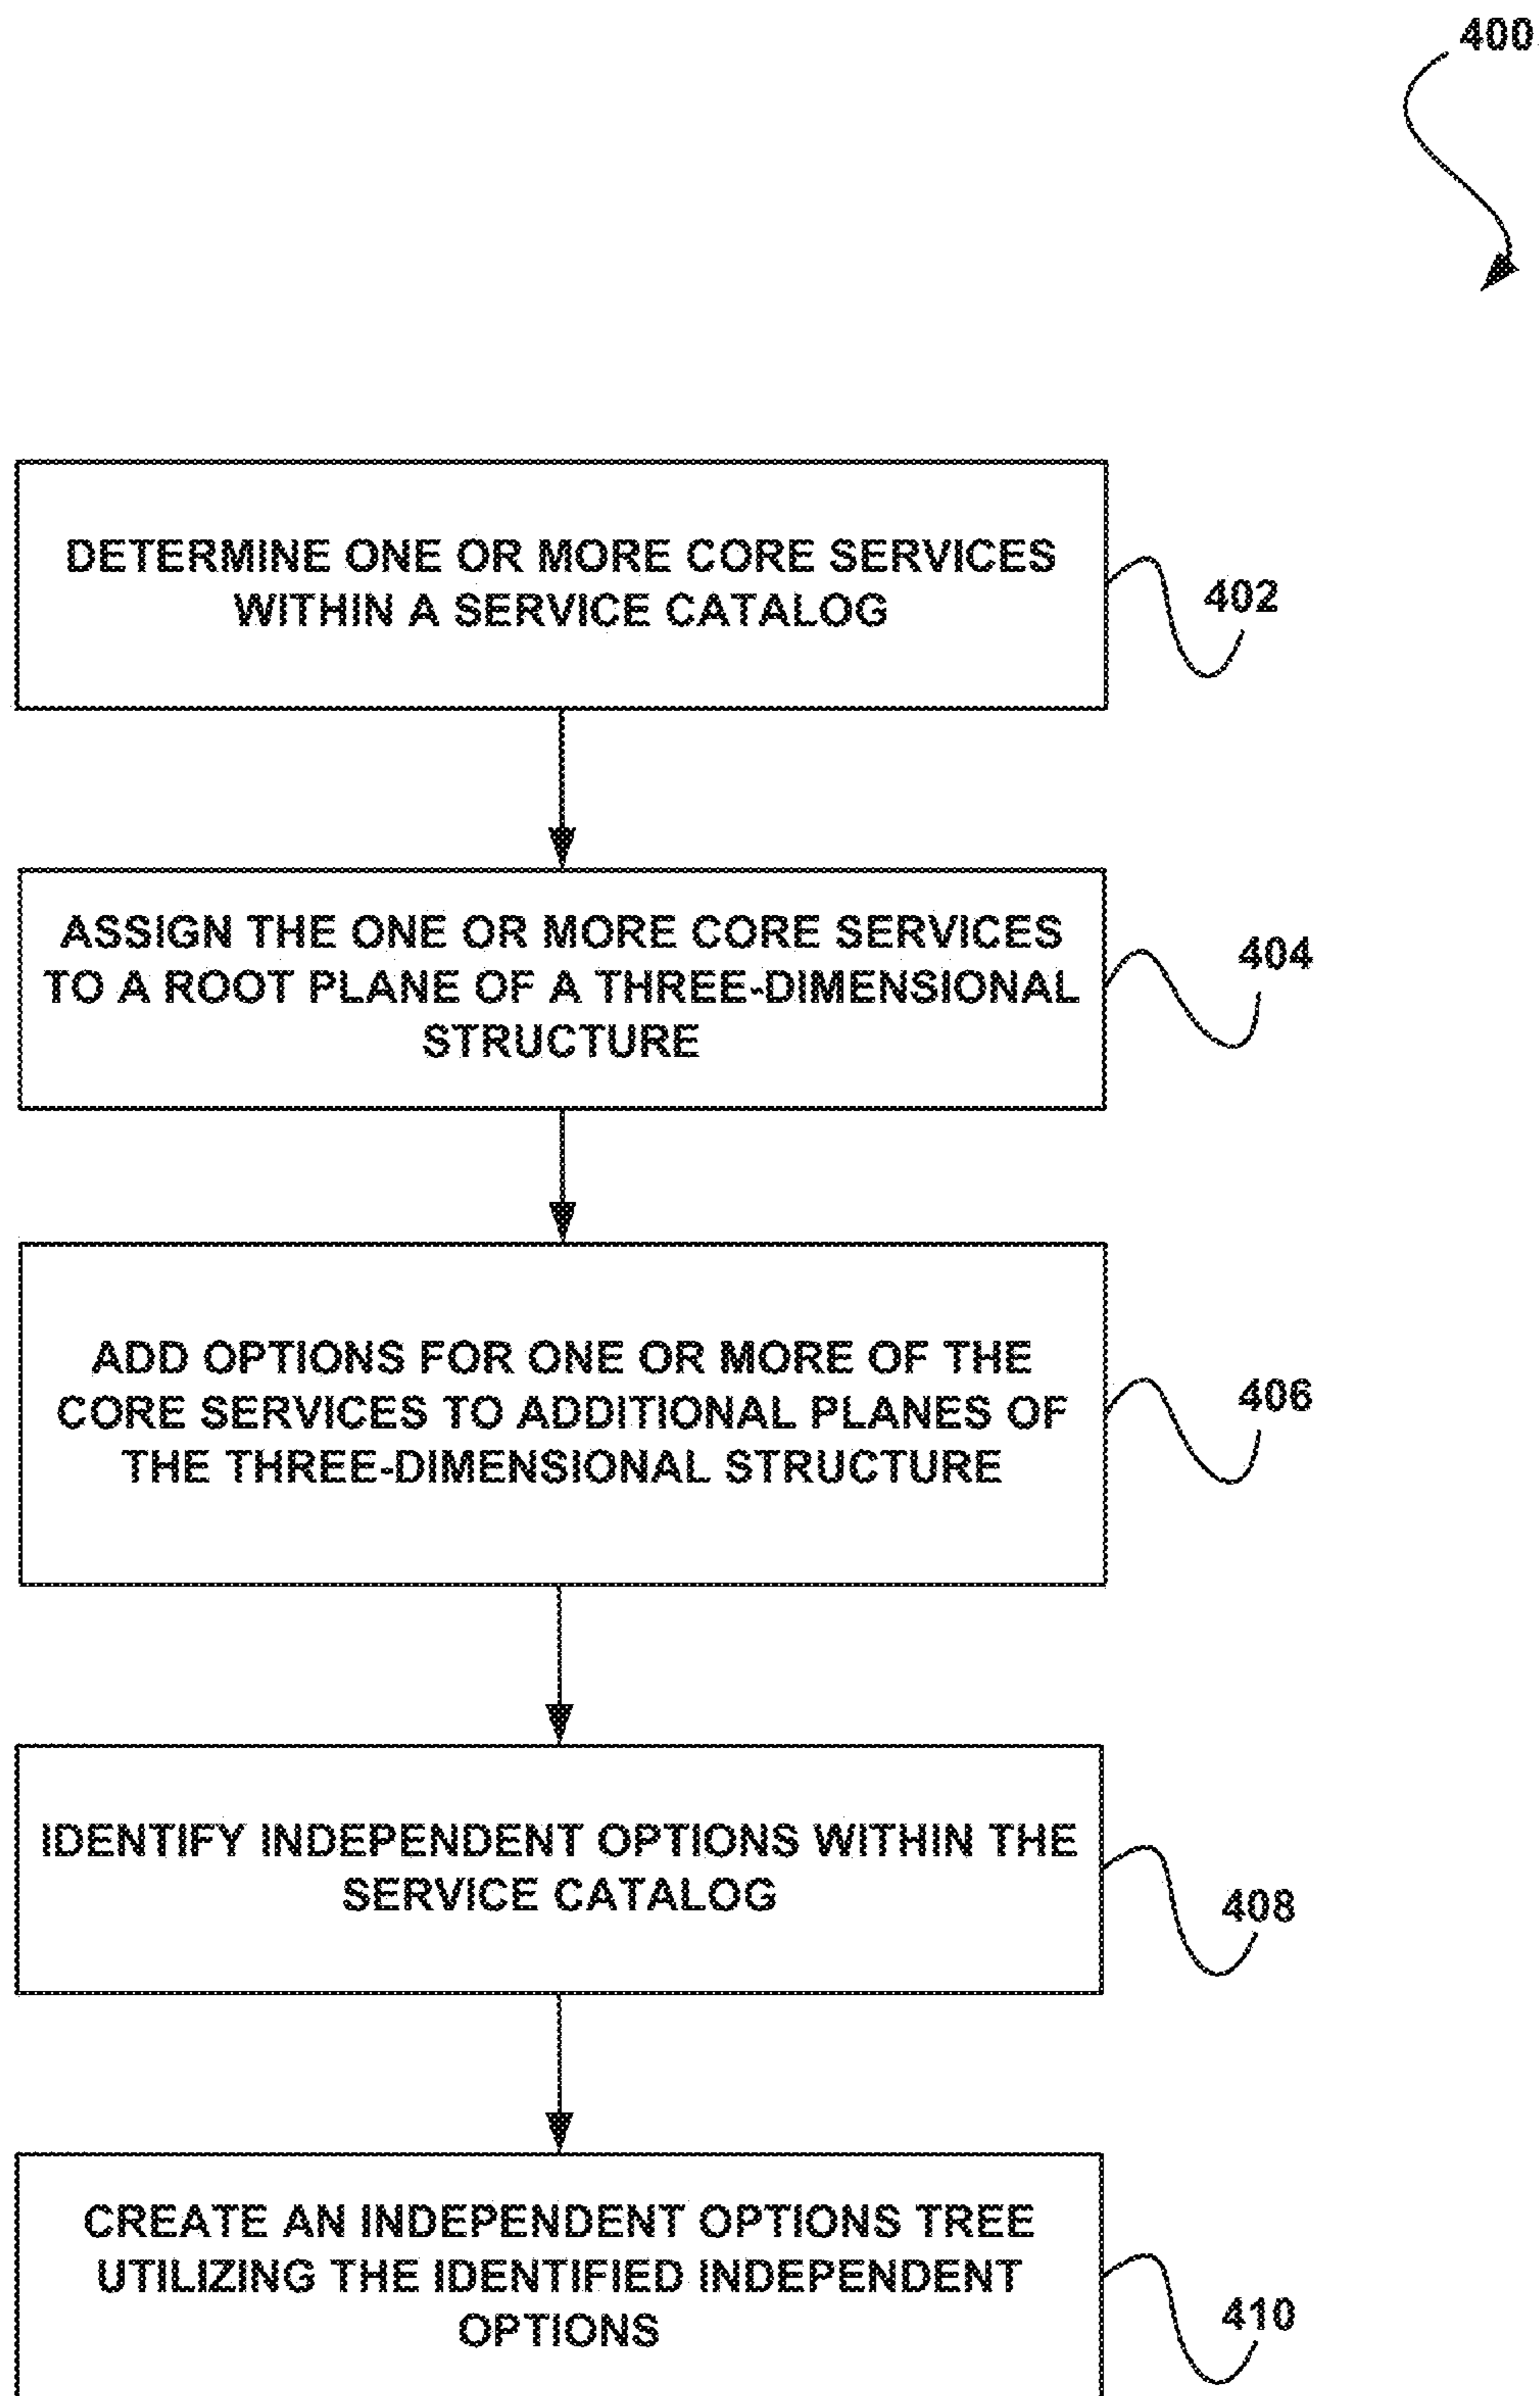 400
DETERMINE ONE OR MORE CORE SERVICES
WITHIN A SERVICE CATALOG
402
ASSIGN THE ONE OR MORE CORE SERVICES
TO A ROOT PLANE OF A THREE-DIMENSIONAL
STRUCTURE
404
ADD OPTIONS FOR ONE OR MORE OF THE
CORE SERVICES TO ADDITIONAL PLANES OF
THE THREE-DIMENSIONAL STRUCTURE
406
IDENTIFY INDEPENDENT OPTIONS WITHIN THE
SERVICE CATALOG
408
CREATE AN INDEPENDENT OPTIONS TREE
UTILIZING THE IDENTIFIED INDEPENDENT
OPTIONS
410